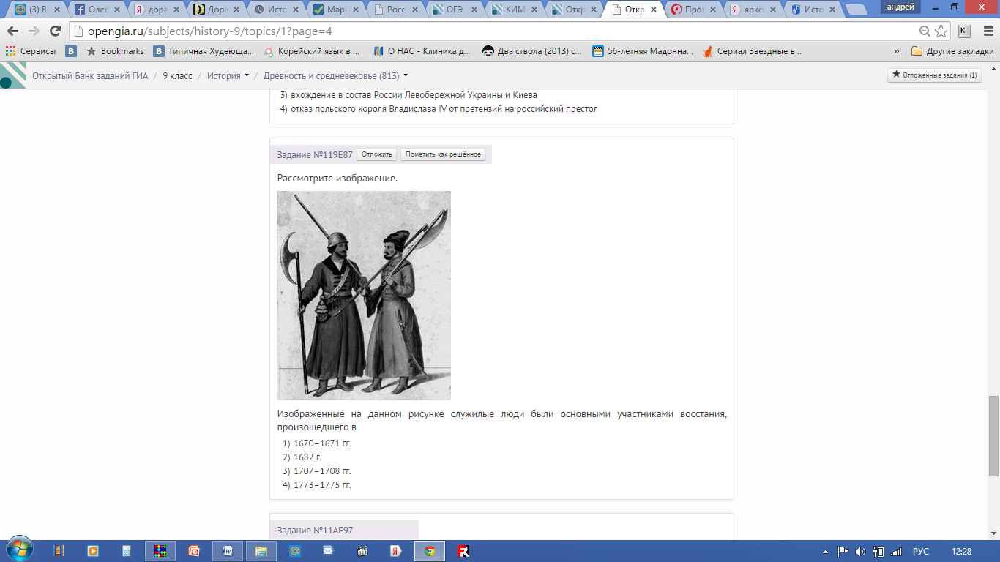 (3) В
Олес
дора
Дора
Исто
Марс
Росс
ОГЭ
КИМ
Откр
Откр
Прог
яркс
Исто
андрей
opengia.ru/subjects/history-9/topics/1?page=4
Сервисы
Bookmarks
Типичная Худеюща...
Корейский язык в ...
О НАС - Клиника д...
Два ствола (2013) с...
56-летняя Мадонна...
Сериал Звездные в...
»
Другие закладки
Открытый Банк заданий ГИА / 9 класс / История / Древность и средневековье (813)
Отложенные задания (1)
3) вхождение в состав России Левобережной Украины и Киева
4) отказ польского короля Владислава IV от претензий на российский престол
Задание №119E87 Отложить Пометить как решённое
Рассмотрите изображение.
Изображённые на данном рисунке служилые люди были основными участниками восстания,
произошедшего в
1) 1670–1671 гг.
2) 1682 г.
3) 1707–1708 гг.
4) 1773–1775 гг.
Задание №11AE97
РУС
12:28